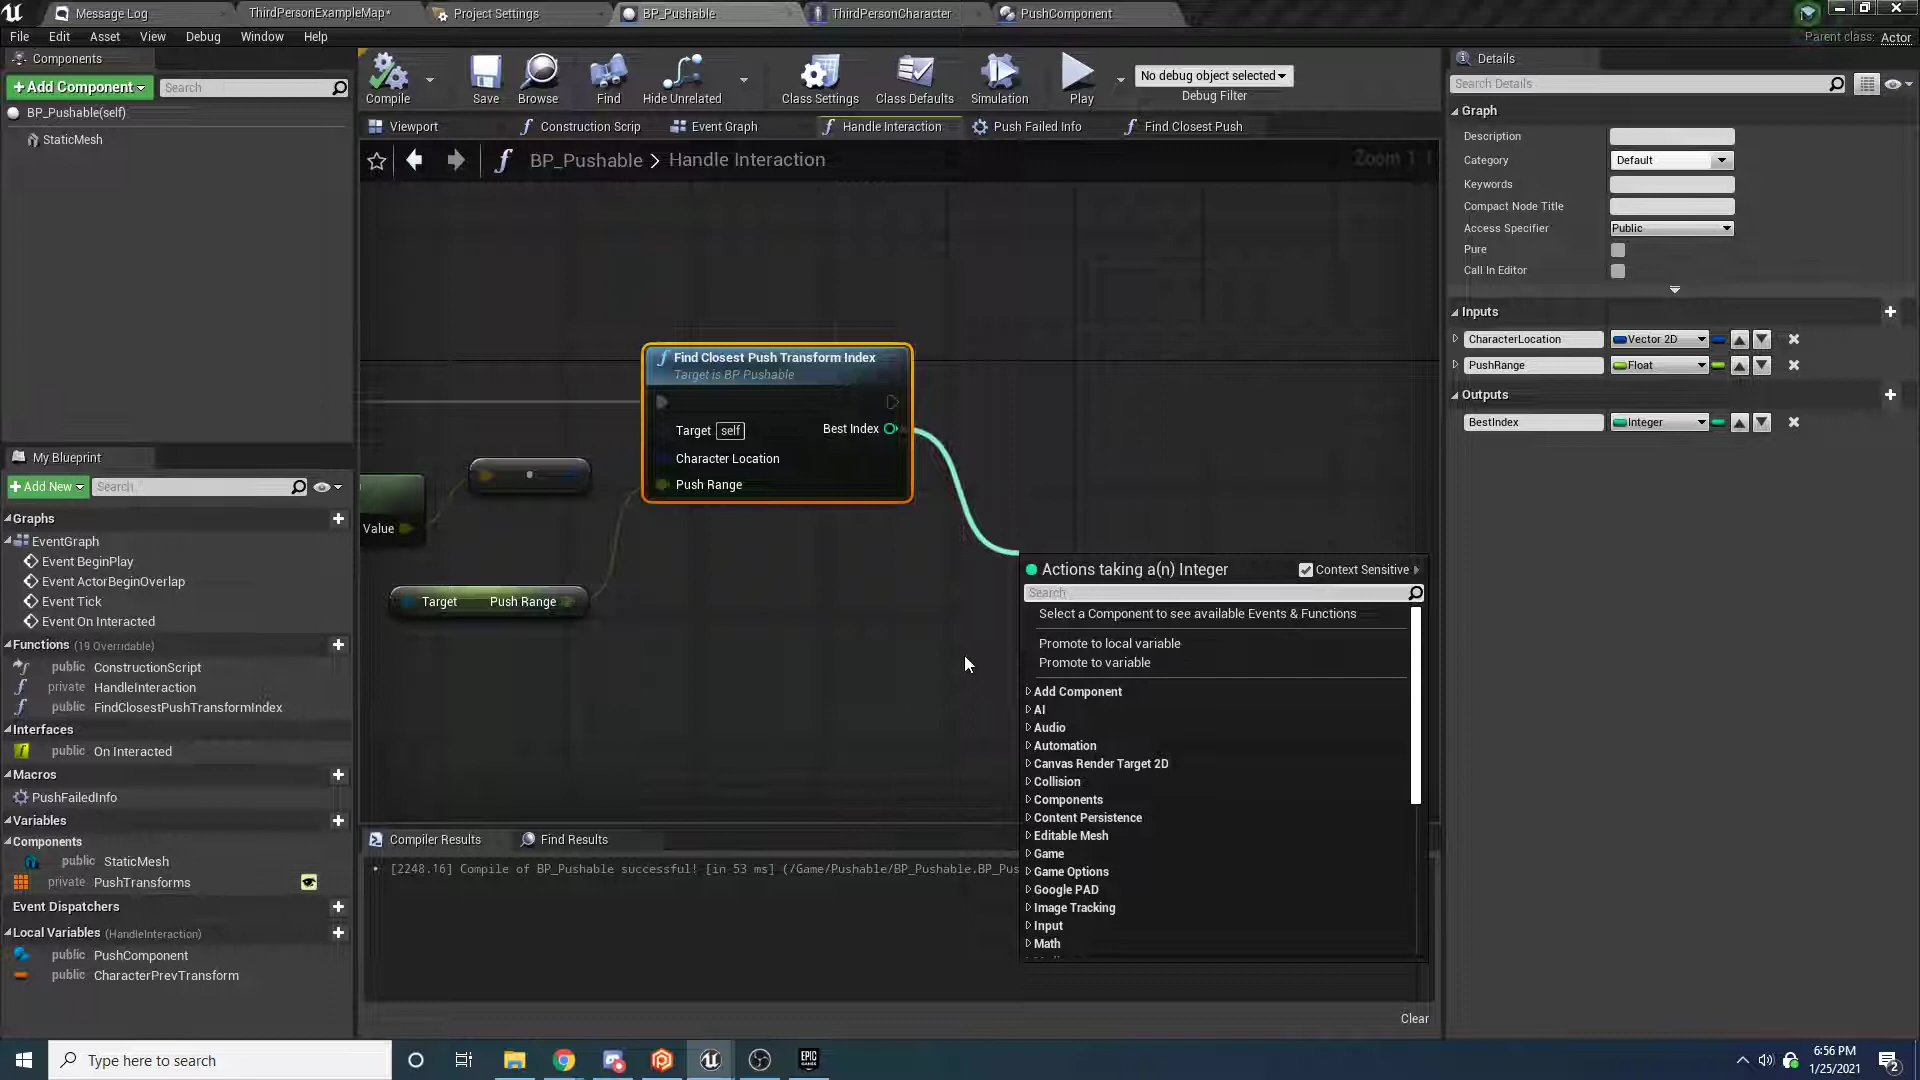 Message Log
ThirdPersonExampleMap*
Project Settings
BP_Pushable
ThirdPersonCharacter
PushComponent
File Edit Asset View Debug Window Help
Parent class: Actor
Components
+Add Component
Search
BP_Pushable(self)
StaticMesh
Compile
Save
Browse
Find
Hide Unrelated
Class Settings
Class Defaults
Simulation
Play
No debug object selected
Debug Filter
Viewport
Construction Scrip
Event Graph
Handle Interaction
Push Failed Info
Find Closest Push
BP_Pushable > Handle Interaction
Zoom 1:1
Find Closest Push Transform Index
Target is BP Pushable
Target self
Best Index
Character Location
Push Range
Value
Target Push Range
Actions taking a(n) Integer
Context Sensitive
Search
Select a Component to see available Events & Functions
Promote to local variable
Promote to variable
Add Component
AI
Audio
Automation
Canvas Render Target 2D
Collision
Components
Content Persistence
Editable Mesh
Game
Game Options
Google PAD
Image Tracking
Input
Math
My Blueprint
+Add New
Search
Graphs
EventGraph
Event BeginPlay
Event ActorBeginOverlap
Event Tick
Event On Interacted
Functions (19 Overridable)
public ConstructionScript
private HandleInteraction
public FindClosestPushTransformIndex
Interfaces
public On Interacted
Macros
PushFailedInfo
Variables
Components
public StaticMesh
private PushTransforms
Event Dispatchers
Local Variables (HandleInteraction)
public PushComponent
public CharacterPrevTransform
Compiler Results
Find Results
[2248.16] Compile of BP_Pushable successful! [in 53 ms] (/Game/Pushable/BP_Pushable.BP_Pus
Clear
Details
Search Details
Graph
Description
Category Default
Keywords
Compact Node Title
Access Specifier Public
Pure
Call In Editor
Inputs
CharacterLocation Vector 2D
PushRange Float
Outputs
BestIndex Integer
Type here to search
EPIC
GAMES
6:56 PM
1/25/2021
2